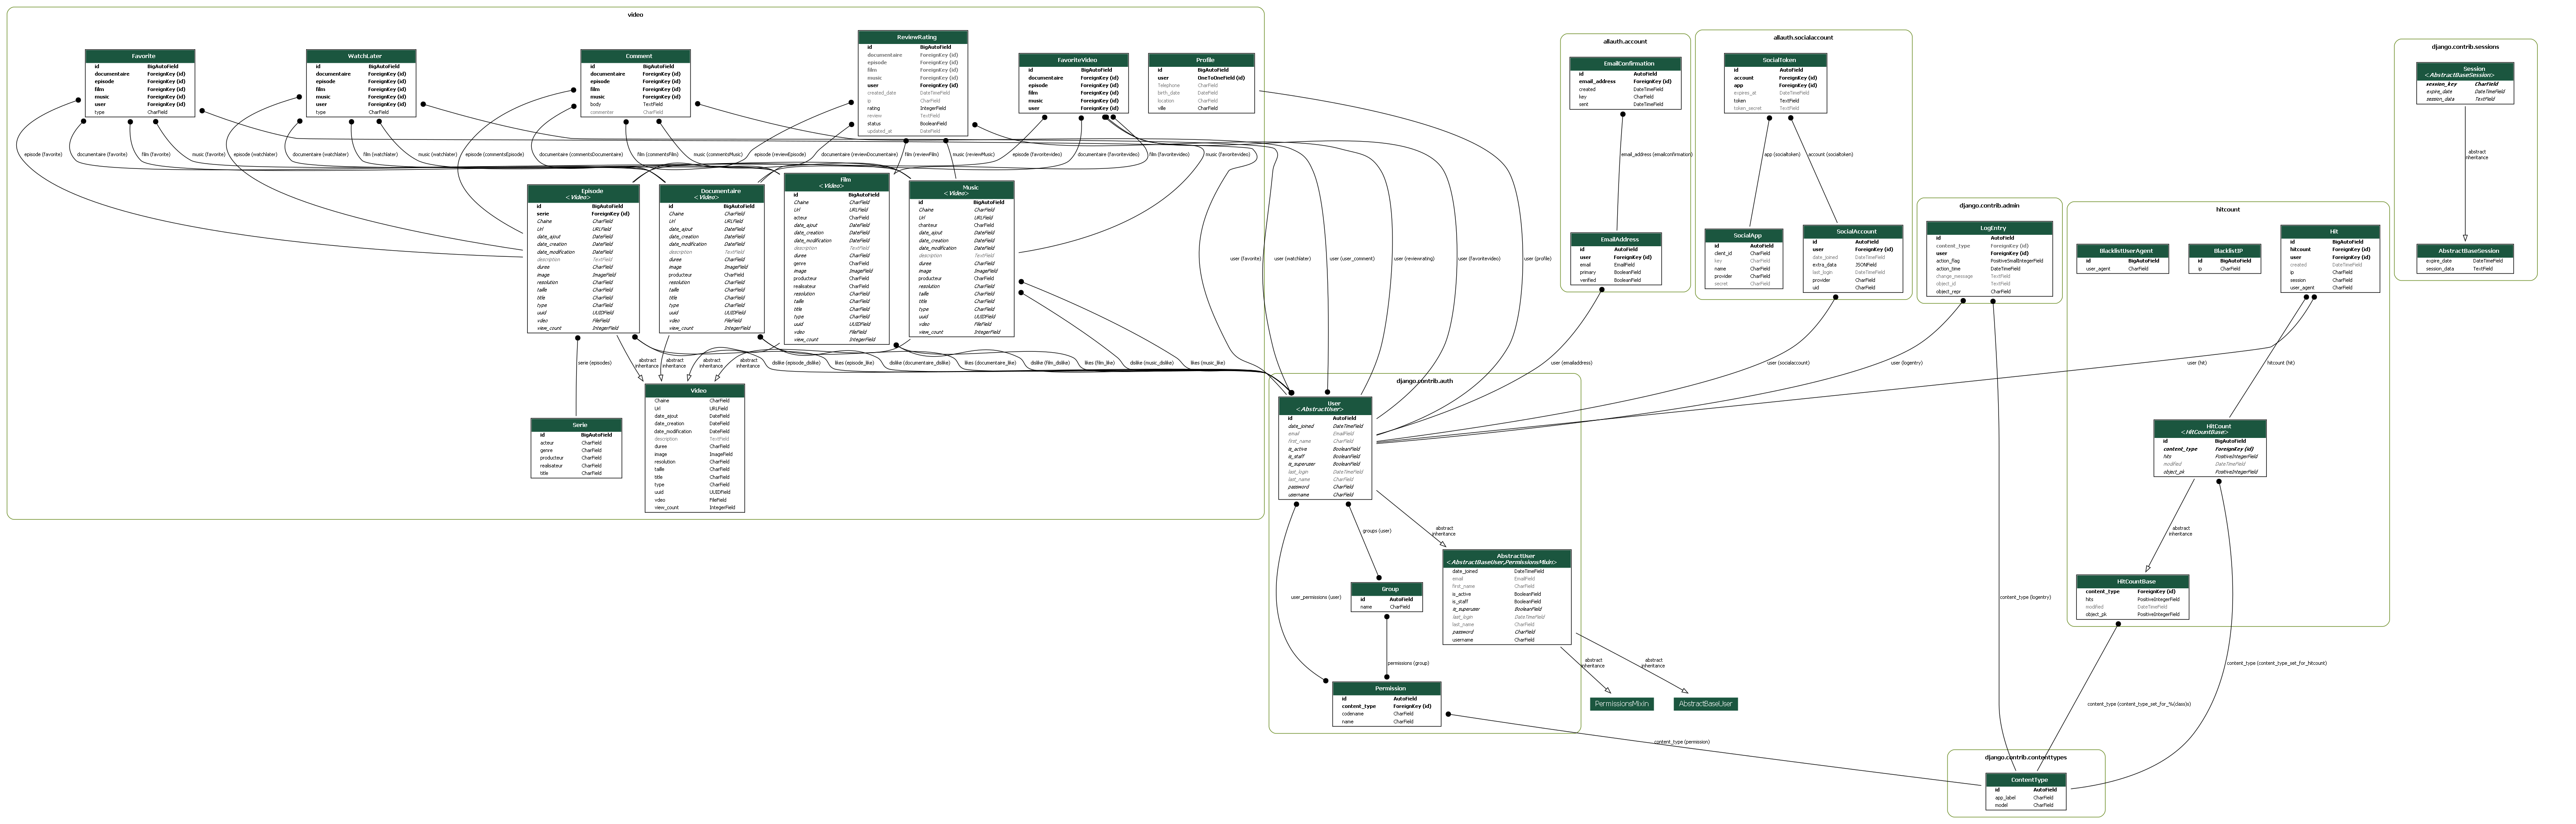 video
Favorite
id BigAutoField
documentaire ForeignKey (id)
episode ForeignKey (id)
film ForeignKey (id)
music ForeignKey (id)
user ForeignKey (id)
type CharField
WatchLater
id BigAutoField
documentaire ForeignKey (id)
episode ForeignKey (id)
film ForeignKey (id)
music ForeignKey (id)
user ForeignKey (id)
type CharField
Comment
id BigAutoField
documentaire ForeignKey (id)
episode ForeignKey (id)
film ForeignKey (id)
music ForeignKey (id)
body TextField
commenter CharField
ReviewRating
id BigAutoField
documentaire ForeignKey (id)
episode ForeignKey (id)
film ForeignKey (id)
music ForeignKey (id)
user ForeignKey (id)
created_date DateTimeField
ip CharField
rating IntegerField
review TextField
status BooleanField
updated_at DateField
FavoriteVideo
id BigAutoField
documentaire ForeignKey (id)
episode ForeignKey (id)
film ForeignKey (id)
music ForeignKey (id)
user ForeignKey (id)
Profile
id BigAutoField
user OneToOneField (id)
Telephone CharField
birth_date DateField
location CharField
ville CharField
episode (favorite)
documentaire (favorite)
film (favorite)
music (favorite)
episode (watchlater)
documentaire (watchlater)
film (watchlater)
music (watchlater)
episode (commentsEpisode)
documentaire (commentsDocumentaire)
film (commentsFilm)
music (commentsMusic)
episode (reviewEpisode)
documentaire (reviewDocumentaire)
film (reviewFilm)
music (reviewMusic)
episode (favoritevideo)
documentaire (favoritevideo)
film (favoritevideo)
music (favoritevideo)
Episode
<Video>
id BigAutoField
serie ForeignKey (id)
Chaine CharField
Url URLField
date_ajout DateField
date_creation DateField
date_modification DateField
description TextField
duree CharField
image ImageField
resolution CharField
taille CharField
title CharField
type CharField
uuid UUIDField
vdeo FileField
view_count IntegerField
Documentaire
<Video>
id BigAutoField
Chaine CharField
Url URLField
date_ajout DateField
date_creation DateField
date_modification DateField
description TextField
duree CharField
image ImageField
producteur CharField
resolution CharField
taille CharField
title CharField
type CharField
uuid UUIDField
vdeo FileField
view_count IntegerField
Film
<Video>
id BigAutoField
Chaine CharField
Url URLField
acteur CharField
date_ajout DateField
date_creation DateField
date_modification DateField
description TextField
duree CharField
genre CharField
image ImageField
producteur CharField
realisateur CharField
resolution CharField
taille CharField
title CharField
type CharField
uuid UUIDField
vdeo FileField
view_count IntegerField
Music
<Video>
id BigAutoField
Chaine CharField
Url URLField
chanteur CharField
date_ajout DateField
date_creation DateField
date_modification DateField
description TextField
duree CharField
image ImageField
producteur CharField
resolution CharField
taille CharField
title CharField
type CharField
uuid UUIDField
vdeo FileField
view_count IntegerField
serie (episodes)
abstract
inheritance
abstract
inheritance
abstract
inheritance
abstract
inheritance
dislike (episode_dislike)
likes (episode_like)
dislike (documentaire_dislike)
likes (documentaire_like)
dislike (film_dislike)
likes (film_like)
dislike (music_dislike)
likes (music_like)
Serie
id BigAutoField
acteur CharField
genre CharField
producteur CharField
realisateur CharField
title CharField
Video
Chaine CharField
Url URLField
date_ajout DateField
date_creation DateField
date_modification DateField
description TextField
duree CharField
image ImageField
resolution CharField
taille CharField
title CharField
type CharField
uuid UUIDField
vdeo FileField
view_count IntegerField
user (favorite)
user (watchlater)
user (user_comment)
user (reviewrating)
user (favoritevideo)
user (profile)
allauth.account
EmailConfirmation
id AutoField
email_address ForeignKey (id)
created DateTimeField
key CharField
sent DateTimeField
email_address (emailconfirmation)
EmailAddress
id AutoField
user ForeignKey (id)
email EmailField
primary BooleanField
verified BooleanField
user (emailaddress)
allauth.socialaccount
SocialToken
id AutoField
account ForeignKey (id)
app ForeignKey (id)
expires_at DateTimeField
token TextField
token_secret TextField
app (socialtoken)
account (socialtoken)
SocialApp
id AutoField
client_id CharField
key CharField
name CharField
provider CharField
secret CharField
SocialAccount
id AutoField
user ForeignKey (id)
date_joined DateTimeField
extra_data JSONField
last_login DateTimeField
provider CharField
uid CharField
user (socialaccount)
django.contrib.admin
LogEntry
id AutoField
content_type ForeignKey (id)
user ForeignKey (id)
action_flag PositiveSmallIntegerField
action_time DateTimeField
change_message TextField
object_id TextField
object_repr CharField
user (logentry)
content_type (logentry)
hitcount
BlacklistUserAgent
id BigAutoField
user_agent CharField
BlacklistIP
id BigAutoField
ip CharField
Hit
id BigAutoField
hitcount ForeignKey (id)
user ForeignKey (id)
created DateTimeField
ip CharField
session CharField
user_agent CharField
user (hit)
hitcount (hit)
HitCount
<HitCountBase>
id BigAutoField
content_type ForeignKey (id)
hits PositiveIntegerField
modified DateTimeField
object_pk PositiveIntegerField
abstract
inheritance
HitCountBase
content_type ForeignKey (id)
hits PositiveIntegerField
modified DateTimeField
object_pk PositiveIntegerField
content_type (content_type_set_for_hitcount)
content_type (content_type_set_for_%(class)s)
django.contrib.sessions
Session
<AbstractBaseSession>
session_key CharField
expire_date DateTimeField
session_data TextField
abstract
inheritance
AbstractBaseSession
expire_date DateTimeField
session_data TextField
django.contrib.auth
User
<AbstractUser>
id AutoField
date_joined DateTimeField
email EmailField
first_name CharField
is_active BooleanField
is_staff BooleanField
is_superuser BooleanField
last_login DateTimeField
last_name CharField
password CharField
username CharField
groups (user)
abstract
inheritance
user_permissions (user)
AbstractUser
<AbstractBaseUser,PermissionsMixin>
date_joined DateTimeField
email EmailField
first_name CharField
is_active BooleanField
is_staff BooleanField
is_superuser BooleanField
last_login DateTimeField
last_name CharField
password CharField
username CharField
Group
id AutoField
name CharField
permissions (group)
abstract
inheritance
abstract
inheritance
Permission
id AutoField
content_type ForeignKey (id)
codename CharField
name CharField
PermissionsMixin
AbstractBaseUser
content_type (permission)
django.contrib.contenttypes
ContentType
id AutoField
app_label CharField
model CharField